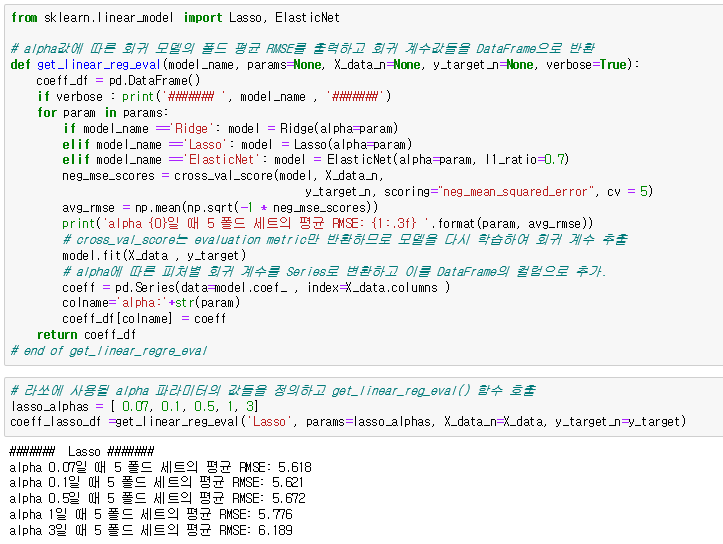 from sklearn.linear_model import Lasso, ElasticNet
# alpha값에 따른 회귀 모델의 폴드 평균 RMSE를 출력하고 회귀 계수값들을 DataFrame으로 반환
def get_linear_reg_eval(model_name, params=None, X_data_n=None, y_target_n=None, verbose=True):
    coeff_df = pd.DataFrame()
    if verbose : print('####### ', model_name , '#######')
    for param in params:
        if model_name =='Ridge': model = Ridge(alpha=param)
        elif model_name =='Lasso': model = Lasso(alpha=param)
        elif model_name =='ElasticNet': model = ElasticNet(alpha=param, l1_ratio=0.7)
        neg_mse_scores = cross_val_score(model, X_data_n,
                                             y_target_n, scoring="neg_mean_squared_error", cv = 5)
        avg_rmse = np.mean(np.sqrt(-1 * neg_mse_scores))
        print('alpha {0}일 때 5 폴드 세트의 평균 RMSE: {1:.3f} '.format(param, avg_rmse))
        # cross_val_score는 evaluation metric만 반환하므로 모델을 다시 학습하여 회귀 계수 추출
        model.fit(X_data , y_target)
        # alpha에 따른 피처별 회귀 계수를 Series로 변환하고 이를 DataFrame의 컬럼으로 추가.
        coeff = pd.Series(data=model.coef_ , index=X_data.columns )
        colname='alpha:'+str(param)
        coeff_df[colname] = coeff
    return coeff_df
# end of get_linear_regre_eval
# 라쏘에 사용될 alpha 파라미터의 값들을 정의하고 get_linear_reg_eval() 함수 호출
lasso_alphas = [ 0.07, 0.1, 0.5, 1, 3]
coeff_lasso_df =get_linear_reg_eval('Lasso', params=lasso_alphas, X_data_n=X_data, y_target_n=y_target)
#######  Lasso #######
alpha 0.07일 때 5 폴드 세트의 평균 RMSE: 5.618
alpha 0.1일 때 5 폴드 세트의 평균 RMSE: 5.621
alpha 0.5일 때 5 폴드 세트의 평균 RMSE: 5.672
alpha 1일 때 5 폴드 세트의 평균 RMSE: 5.776
alpha 3일 때 5 폴드 세트의 평균 RMSE: 6.189